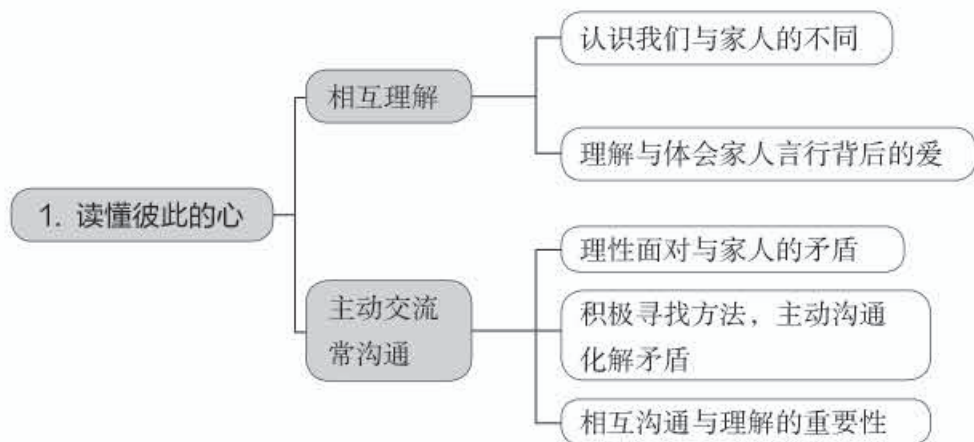 1. 读懂彼此的心
相互理解
认识我们与家人的不同
理解与体会家人言行背后的爱
主动交流
常沟通
理性面对与家人的矛盾
积极寻找方法，主动沟通
化解矛盾
相互沟通与理解的重要性